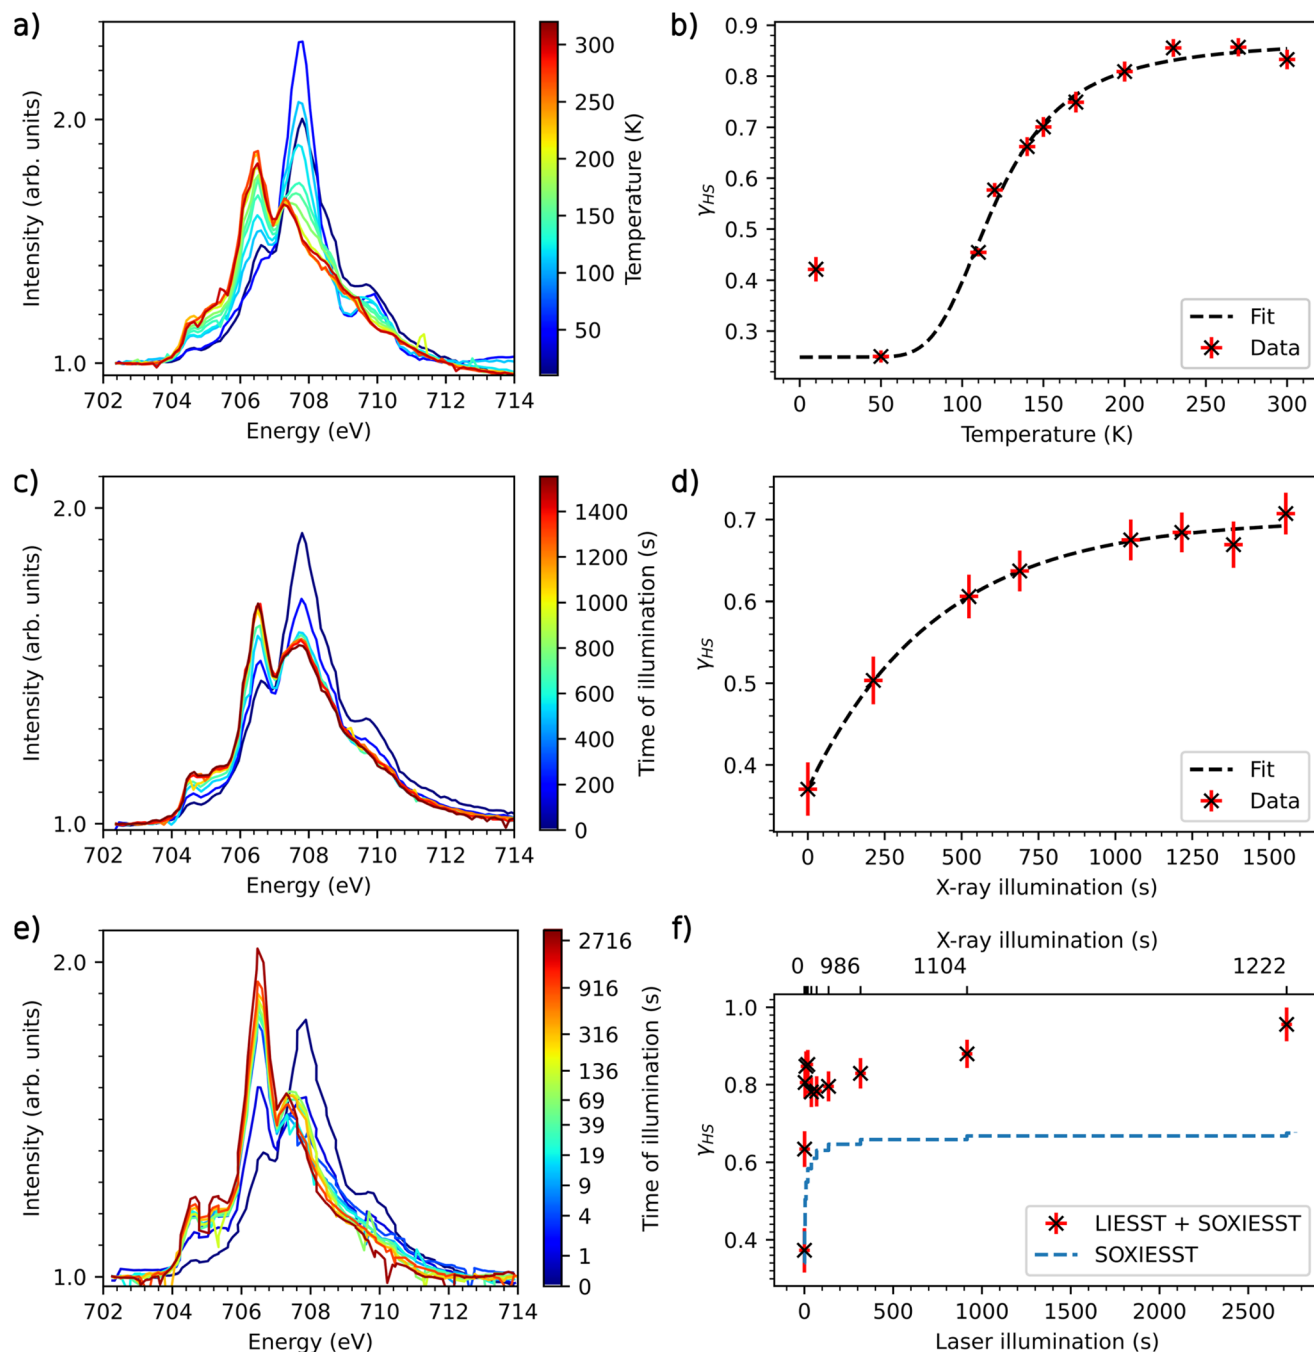 a)
2.0
1.0
Intensity (arb. units)
702 704 706 708 710 712 714
Energy (eV)
300
250
200
150
100
50
Temperature (K)
b)
0.9
0.8
0.7
0.6
0.5
0.4
0.3
γHS
Fit
Data
0 50 100 150 200 250 300
Temperature (K)
c)
2.0
1.0
Intensity (arb. units)
702 704 706 708 710 712 714
Energy (eV)
1400
1200
1000
800
600
400
200
0
Time of illumination (s)
d)
0.7
0.6
0.5
0.4
γHS
Fit
Data
0 250 500 750 1000 1250 1500
X-ray illumination (s)
e)
2.0
1.0
Intensity (arb. units)
702 704 706 708 710 712 714
Energy (eV)
2716
916
316
136
69
39
19
9
4
1
0
Time of illumination (s)
f)
X-ray illumination (s)
0 986 1104 1222
1.0
0.8
0.6
0.4
γHS
LIESST + SOXIESST
SOXIESST
0 500 1000 1500 2000 2500
Laser illumination (s)